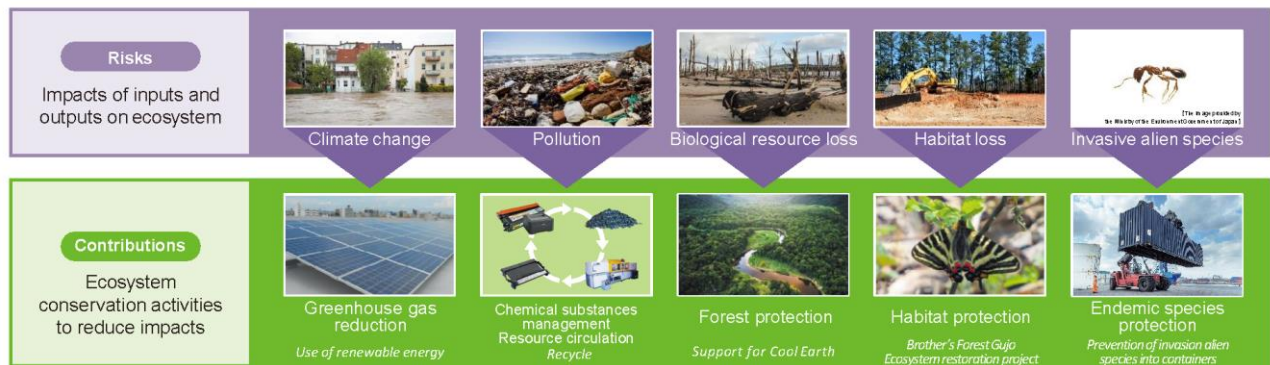 Risks
Impacts of inputs and
outputs on ecosystem
Climate change
Pollution
Biological resource loss
Habitat loss
[The image provided by
the Ministry of the Environment Government of Japan]
Invasive alien species
Contributions
Ecosystem
conservation activities
to reduce impacts
Greenhouse gas
reduction
Use of renewable energy
Chemical substances
management
Resource circulation
Recycle
Forest protection
Support for Cool Earth
Habitat protection
Brother's Forest Gujo
Ecosystem restoration project
Endemic species
protection
Prevention of invasion alien
species into containers